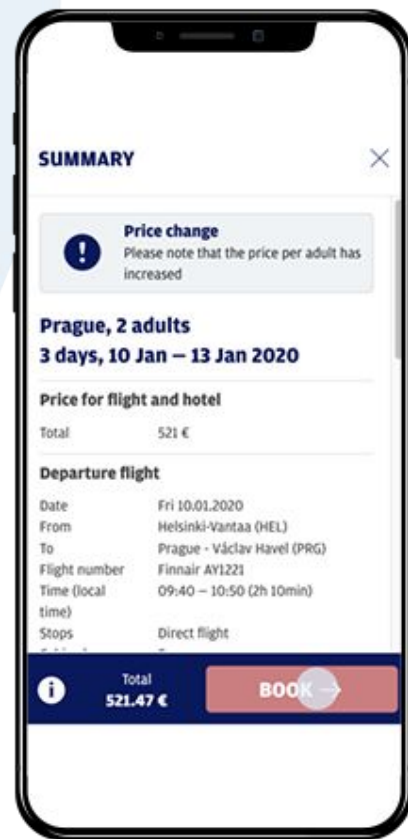 SUMMARY
Price change
Please note that the price per adult has
increased
Prague, 2 adults
3 days, 10 Jan – 13 Jan 2020
Price for flight and hotel
Total 521 €
Departure flight
Date Fri 10.01.2020
From Helsinki-Vantaa (HEL)
To Prague - Václav Havel (PRG)
Flight number Finnair AY1221
Time (local 09:40 – 10:50 (2h 10min)
time)
Stops Direct flight
Total
521.47 €
BOOK